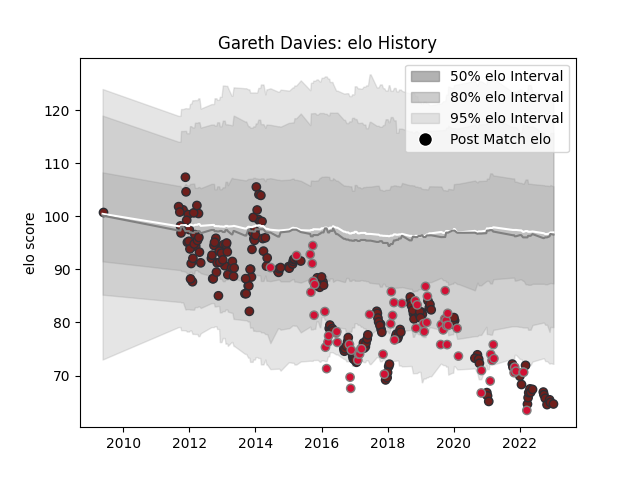 Gareth Davies: elo History
50% elo Interval
80% elo Interval
95% elo Interval
Post Match elo
elo score
120
110
100
90
80
70
2010
2012
2014
2016
2018
2020
2022